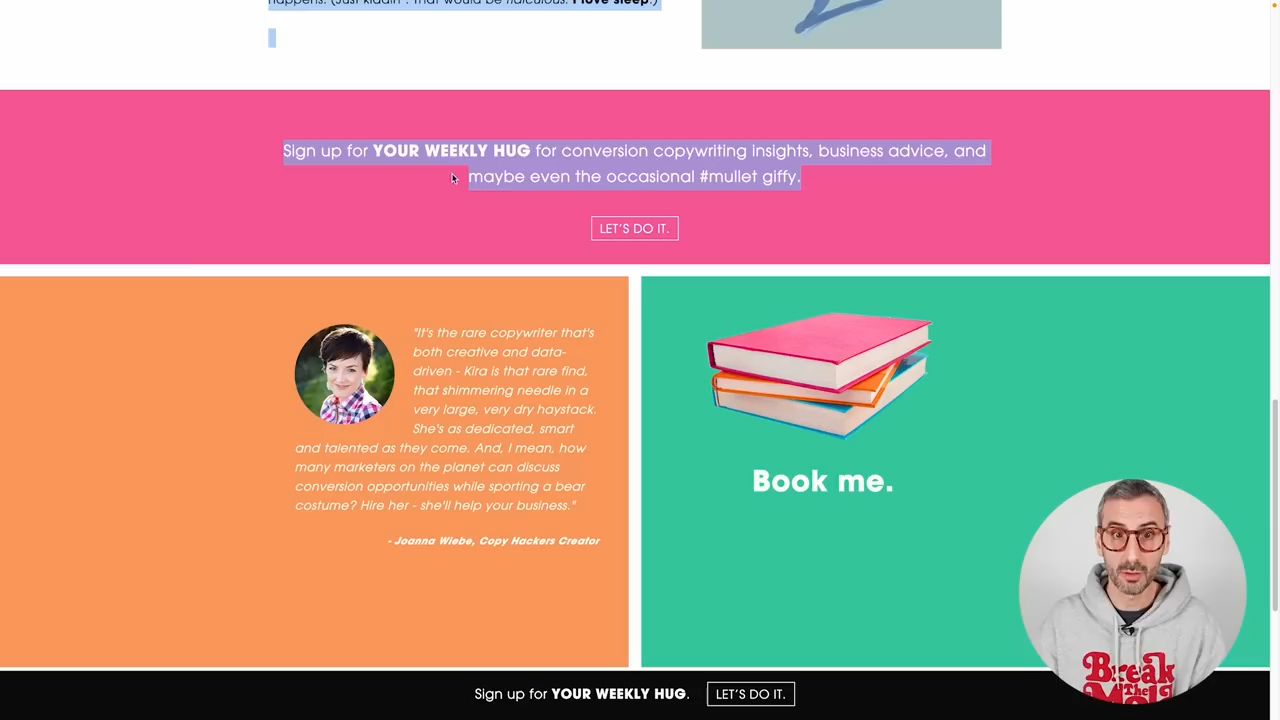 happens. (Just kiddin'! That would be ridiculous. I love sleep.)
Sign up for YOUR WEEKLY HUG for conversion copywriting insights, business advice, and
maybe even the occasional #mullet giffy.
LET'S DO IT.
"It's the rare copywriter that's
both creative and data-
driven - Kira is that rare find,
that shimmering needle in a
very large, very dry haystack.
She's as dedicated, smart
and talented as they come. And, I mean, how
many marketers on the planet can discuss
conversion opportunities while sporting a bear
costume? Hire her - she'll help your business."
- Joanna Wiebe, Copy Hackers Creator
Book me.
Break
The
Sign up for YOUR WEEKLY HUG.
LET'S DO IT.